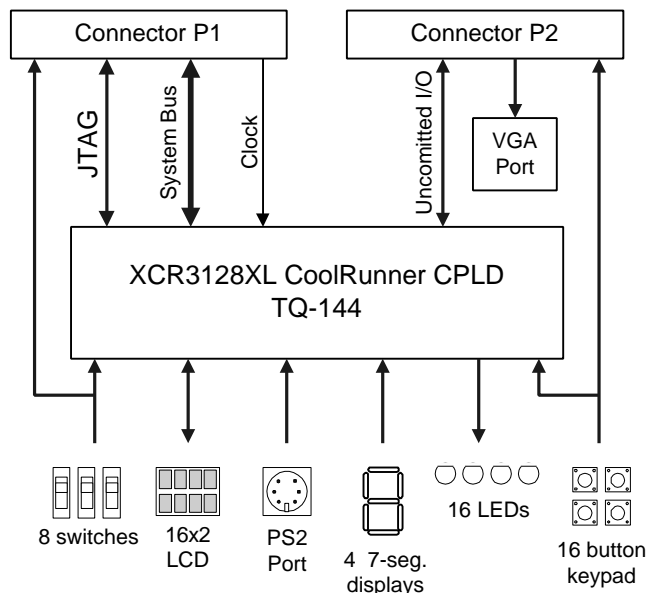 Connector P1
Connector P2
JTAG
System Bus
Clock
Uncomitted I/O
VGA
Port
XCR3128XL CoolRunner CPLD
TQ-144
8 switches
16x2
LCD
PS2
Port
4 7-seg.
displays
16 LEDs
16 button
keypad